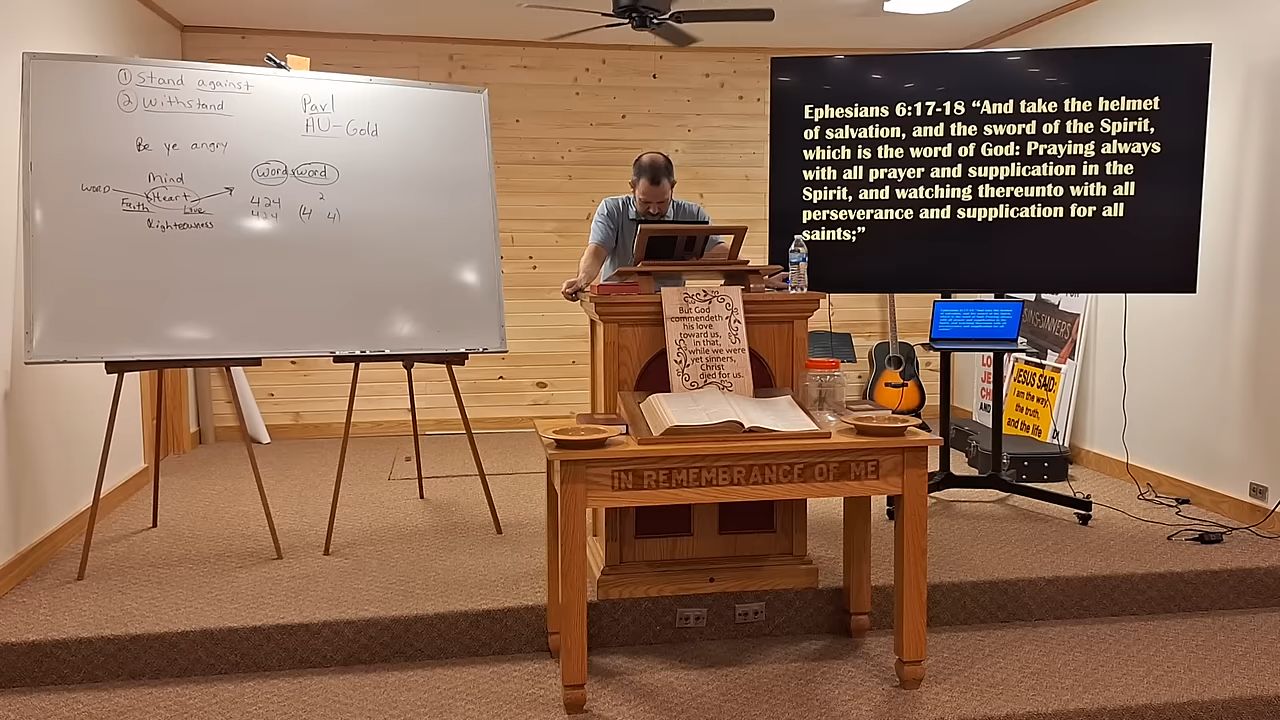 ① Stand against
② Withstand
Paul
AU-Gold
Be ye angry
Mind
WORD
Heart
Faith
Live
Righteousness
Word
Sword
424
424
2
(4 4)
Ephesians 6:17-18 “And take the helmet
of salvation, and the sword of the Spirit,
which is the word of God: Praying always
with all prayer and supplication in the
Spirit, and watching thereunto with all
perseverance and supplication for all
saints;”
But God
commendeth
his love
toward us,
in that,
while we were
yet sinners,
Christ
died for us.
IN REMEMBRANCE OF ME
JESUS SAID:
I am the way,
the truth,
and the life